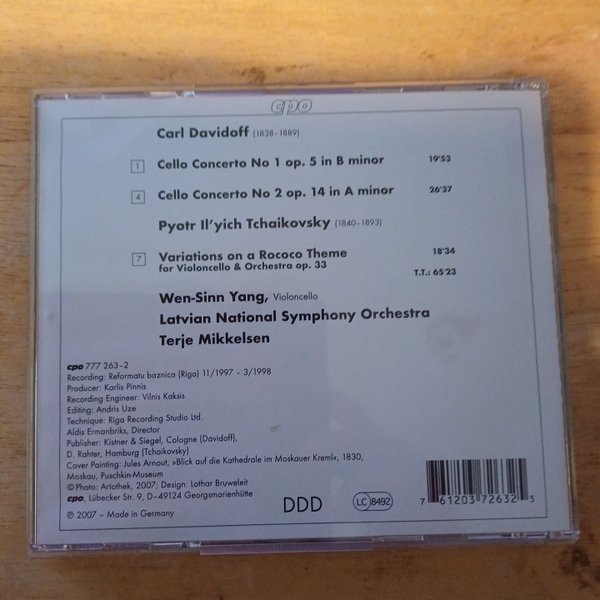 cpo
Carl Davidoff (1838-1889)
1 Cello Concerto No 1 op. 5 in B minor 19'53
4 Cello Concerto No 2 op. 14 in A minor 26'37
Pyotr Il'yich Tchaikovsky (1840-1893)
7 Variations on a Rococo Theme 18'34
for Violoncello & Orchestra op. 33
T.T.: 65'23
Wen-Sinn Yang, Violoncello
Latvian National Symphony Orchestra
Terje Mikkelsen
cpo 777 263-2
Recording: Reformatu baznica (Riga) 11/1997 – 3/1998
Producer: Karlis Pinnis
Recording Engineer: Vilnis Kaksis
Editing: Andris Uze
Technique: Riga Recording Studio Ltd.
Aldis Ermanbriks, Director
Publisher: Kistner & Siegel, Cologne (Davidoff),
D. Rahter, Hamburg (Tchaikovsky)
Cover Painting: Jules Arnout, »Blick auf die Kathedrale im Moskauer Kreml«, 1830,
Moskau, Puschkin-Museum
© Photo: Artothek, 2007; Design: Lothar Bruweleit
cpo, Lübecker Str. 9, D-49124 Georgsmarienhütte
℗ 2007 – Made in Germany
DDD
LC 8492
7 61203 72632 5